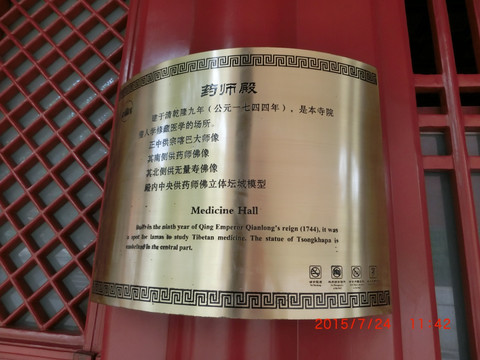 药师殿
建于清乾隆九年（公元一七四四年），是本寺院
僧人学修藏医学的场所。
正中供宗喀巴大师像
其南侧供药师佛像
其北侧供无量寿佛像
殿内中央供药师佛立体坛城模型
Medicine Hall
Built in the ninth year of Qing Emperor Qianlong's reign (1744), it was
a spot for lamas to study Tibetan medicine. The statue of Tsongkhapa is
enshrined in the central part.
2015/7/24 11:42